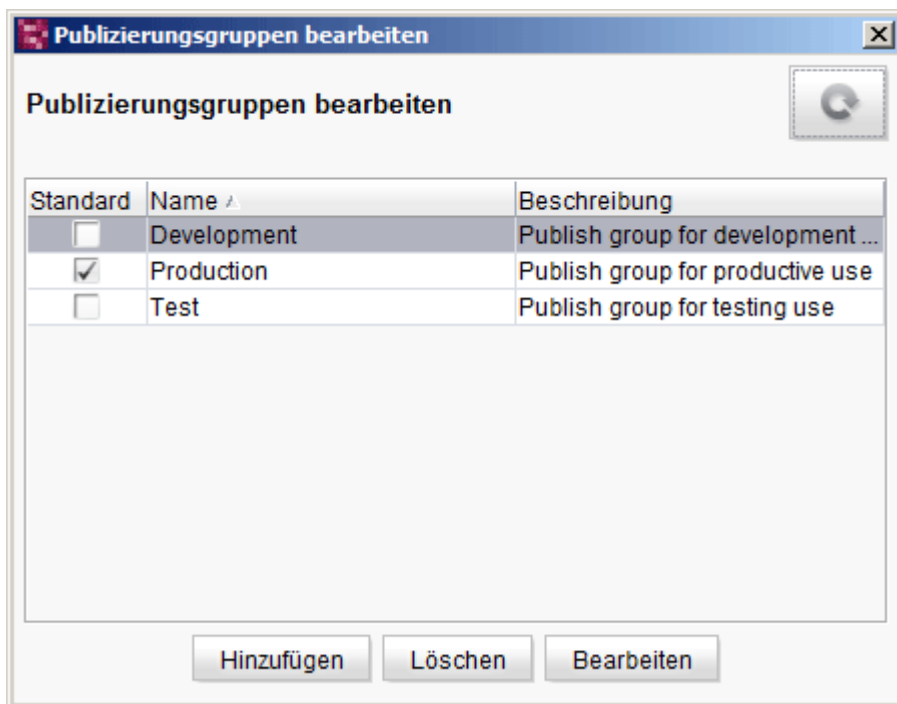 Publizierungsgruppen bearbeiten
Publizierungsgruppen bearbeiten
Standard Name Beschreibung
Development Publish group for development ...
Production Publish group for productive use
Test Publish group for testing use
Hinzufügen Löschen Bearbeiten